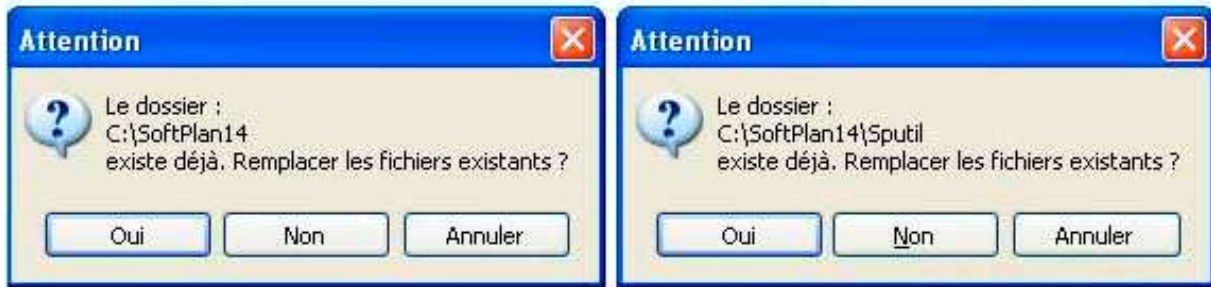 Attention
Le dossier :
C:\SoftPlan14
existe déjà. Remplacer les fichiers existants ?
Oui
Non
Annuler
Attention
Le dossier :
C:\SoftPlan14\Sputil
existe déjà. Remplacer les fichiers existants ?
Oui
Non
Annuler